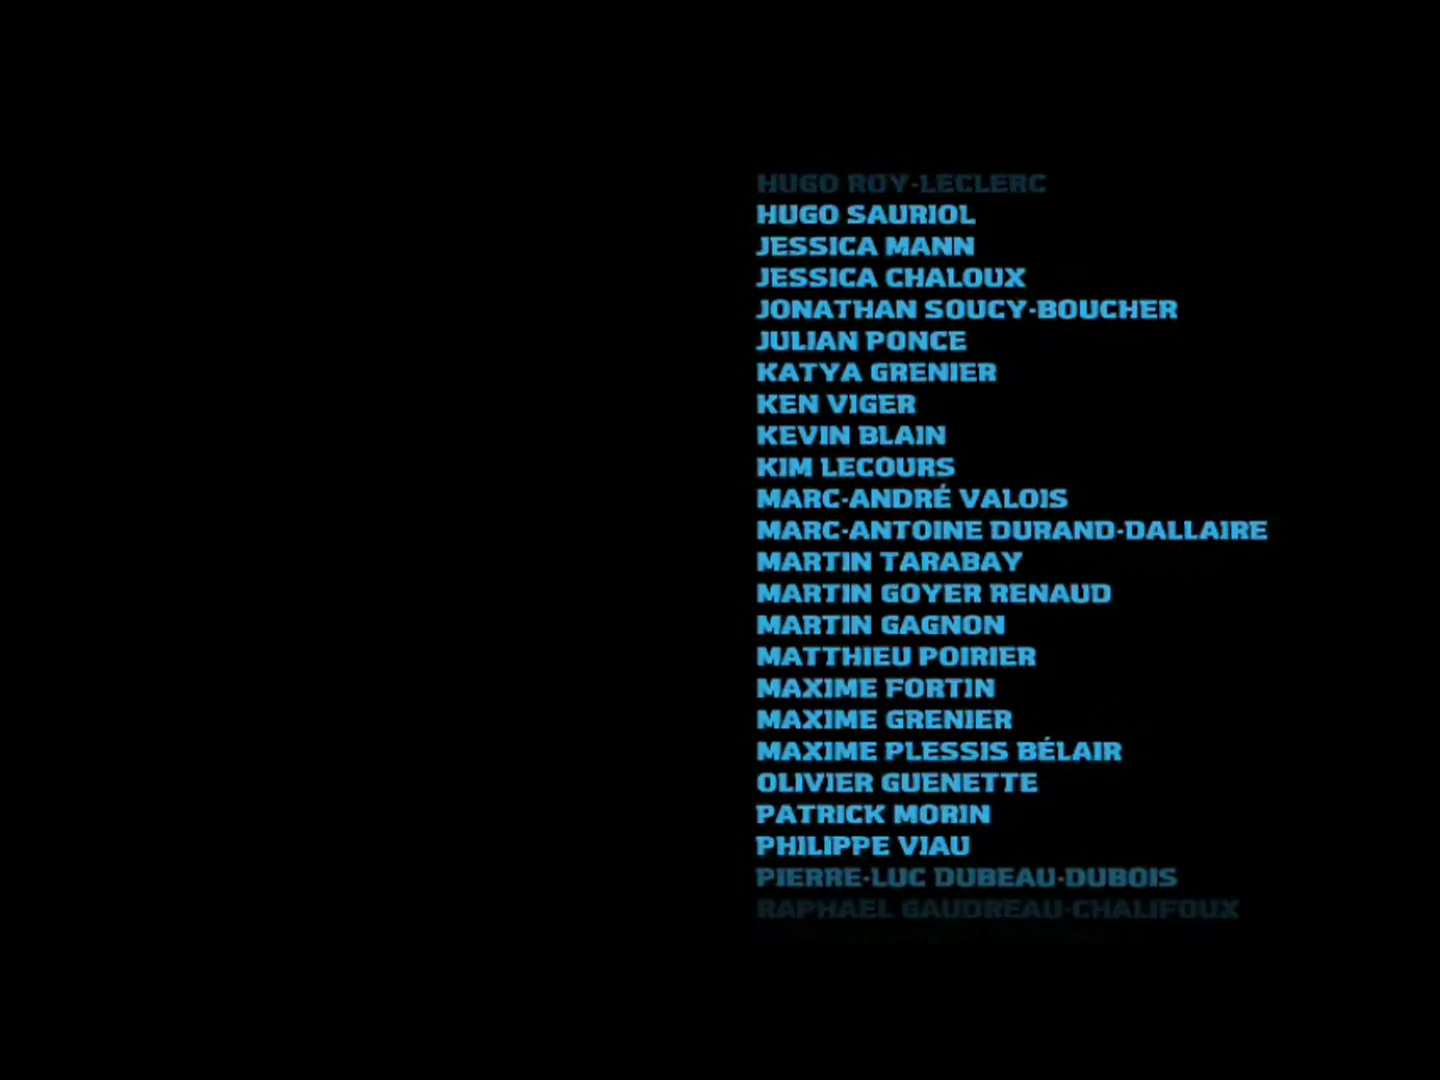 HUGO ROY-LECLERC
HUGO SAURIOL
JESSICA MANN
JESSICA CHALOUX
JONATHAN SOUCY-BOUCHER
JULIAN PONCE
KATYA GRENIER
KEN VIGER
KEVIN BLAIN
KIM LECOURS
MARC-ANDRÉ VALOIS
MARC-ANTOINE DURAND-DALLAIRE
MARTIN TARABAY
MARTIN GOYER RENAUD
MARTIN GAGNON
MATTHIEU POIRIER
MAXIME FORTIN
MAXIME GRENIER
MAXIME PLESSIS BÉLAIR
OLIVIER GUENETTE
PATRICK MORIN
PHILIPPE VIAU
PIERRE-LUC DUBEAU-DUBOIS
RAPHAEL GAUDREAU-CHALIFOUX